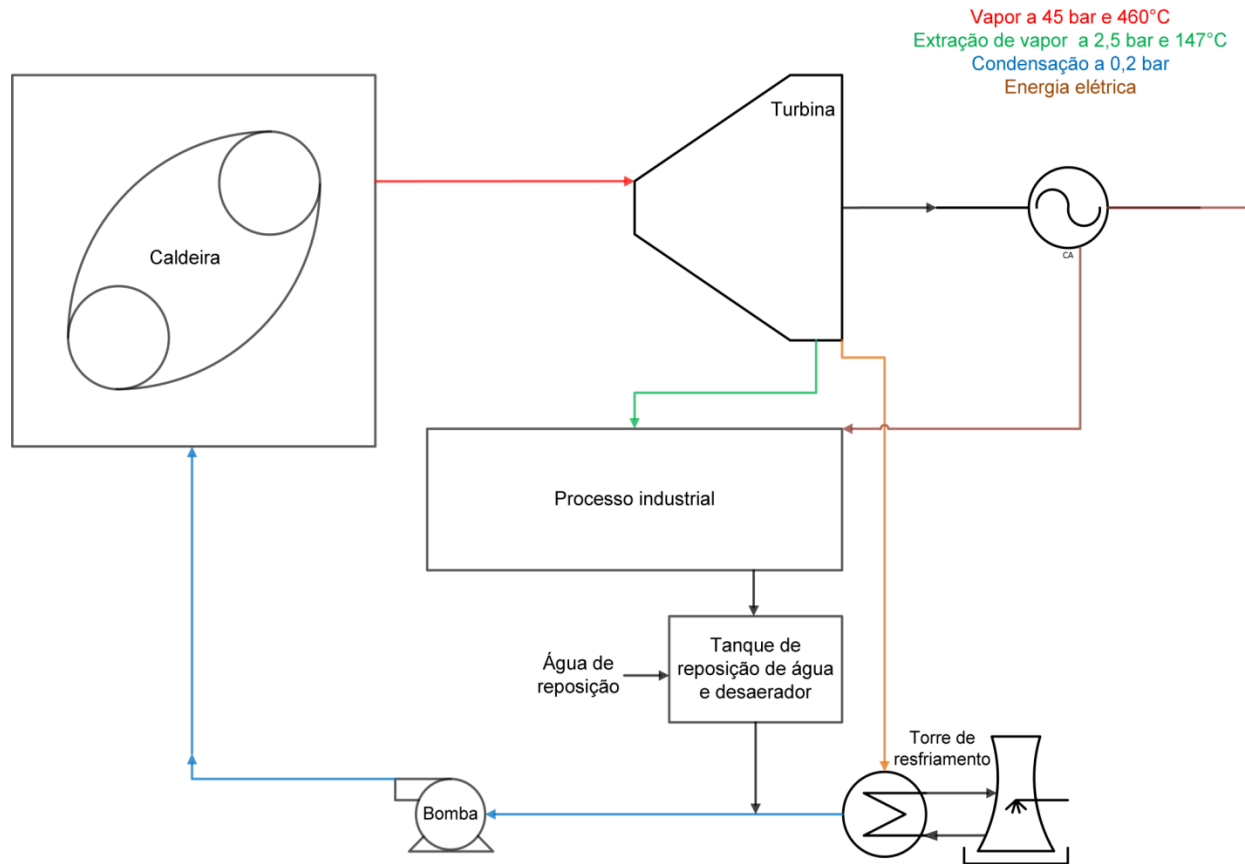 Vapor a 45 bar e 460°C
Extração de vapor a 2,5 bar e 147°C
Condensação a 0,2 bar
Energia elétrica
Turbina
Caldeira
CA
Processo industrial
Tanque de
reposição de água
e desaerador
Água de
reposição
Torre de
resfriamento
Bomba